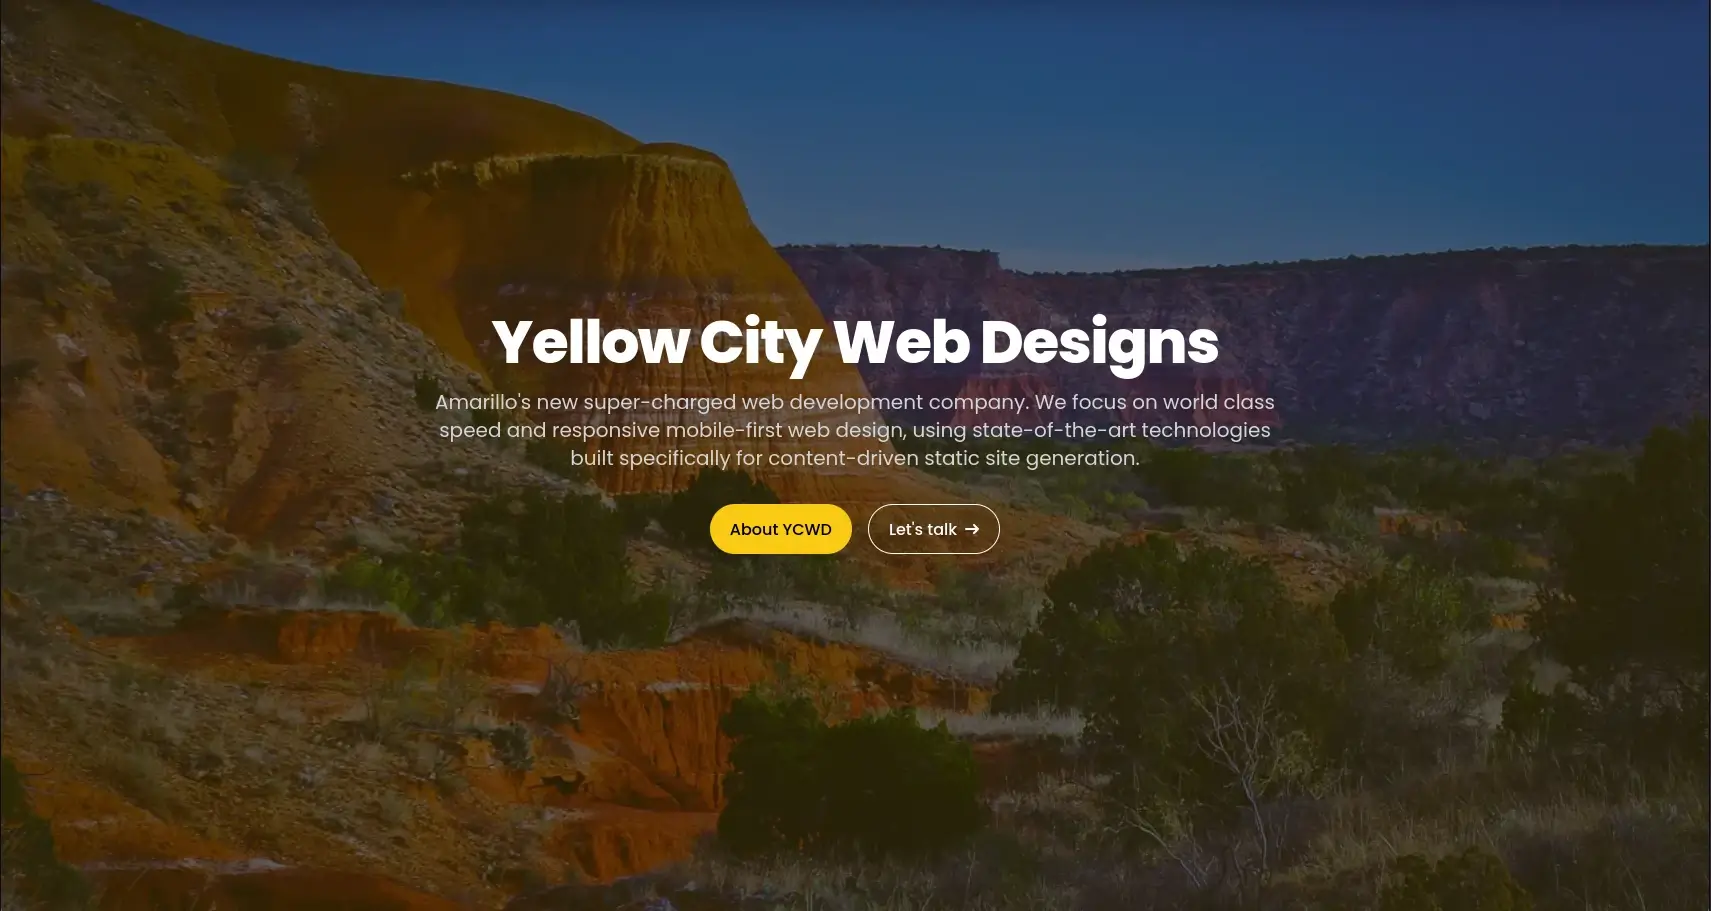 Yellow City Web Designs
Amarillo's new super-charged web development company. We focus on world class
speed and responsive mobile-first web design, using state-of-the-art technologies
built specifically for content-driven static site generation.
About YCWD
Let's talk →